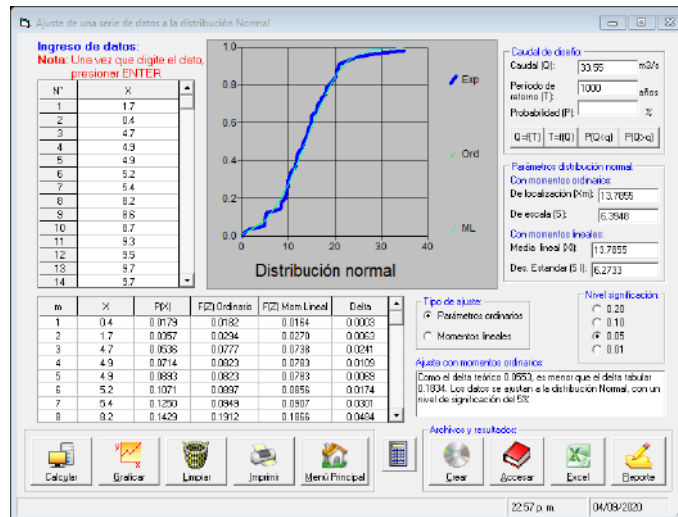 Ajuste de una serie de datos a la distribución Normal
Ingreso de datos:
Nota: Una vez que digite el dato,
presionar ENTER
N° X
1 1.7
2 0.4
3 4.7
4 4.9
5 4.9
6 5.2
7 5.4
8 8.2
9 8.6
10 8.7
11 9.3
12 9.5
13 9.7
14 9.7
1.0
0.8
0.6
0.4
0.2
0.0
0 10 20 30 40
Exp
Ord
ML
Distribución normal
Caudal de diseño:
Caudal (Q): 33.55 m3/s
Período de
retorno (T): 1000 años
Probabilidad (P): %
Q=f(T) T=f(Q) P(Q<q) P(Q>q)
Parámetros distribución normal:
Con momentos ordinarios:
De localización (Xm): 13.7855
De escala (S): 6.3948
Con momentos lineales:
Media lineal (Xl): 13.7855
Des. Estandar (S l): 6.2733
m X P(X) F(Z) Ordinario F(Z) Mom Lineal Delta
1 0.4 0.0179 0.0182 0.0164 0.0003
2 1.7 0.0357 0.0294 0.0270 0.0063
3 4.7 0.0536 0.0777 0.0738 0.0241
4 4.9 0.0714 0.0823 0.0783 0.0109
5 4.9 0.0893 0.0823 0.0783 0.0069
6 5.2 0.1071 0.0897 0.0856 0.0174
7 5.4 0.1250 0.0949 0.0907 0.0301
8 8.2 0.1429 0.1912 0.1866 0.0484
Tipo de ajuste:
Parámetros ordinarios
Momentos lineales
Nivel significación:
0.20
0.10
0.05
0.01
Ajuste con momentos ordinarios:
Como el delta teórico 0.0553, es menor que el delta tabular
0.1834. Los datos se ajustan a la distribución Normal, con un
nivel de significación del 5%
Calcular Graficar Limpiar Imprimir Menú Principal
Archivos y resultados:
Crear Accesar Excel Reporte
22:57 p. m. 04/09/2020